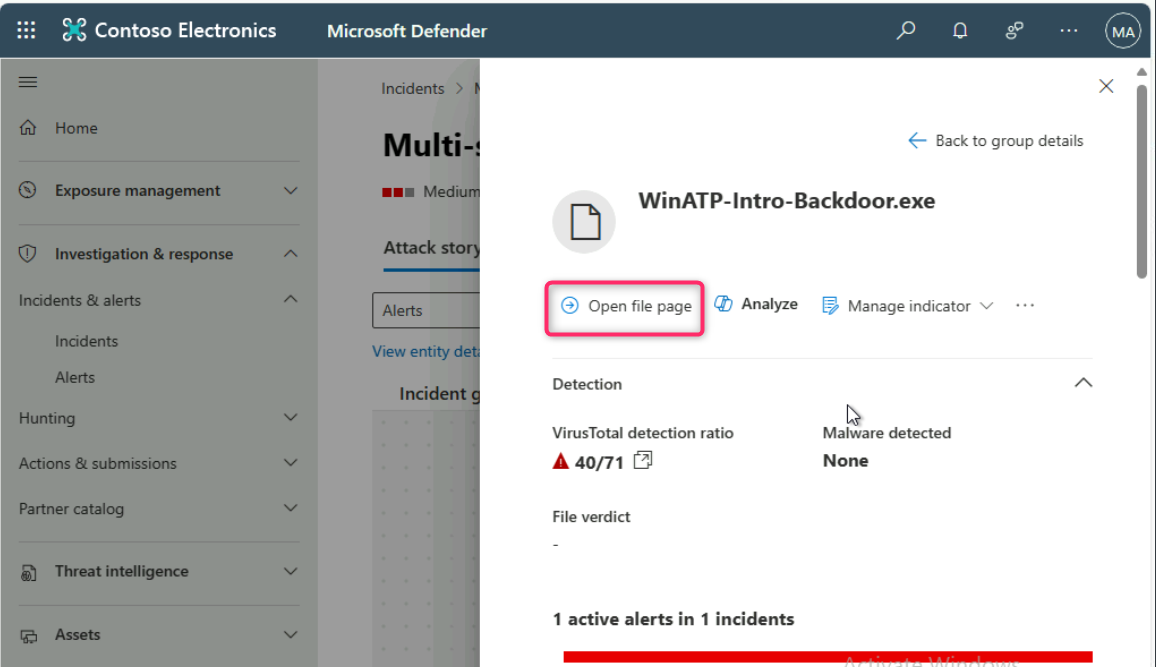 Contoso Electronics
Microsoft Defender
MA
Home
Exposure management
Investigation & response
Incidents & alerts
Incidents
Alerts
Hunting
Actions & submissions
Partner catalog
Threat intelligence
Assets
Incidents >
Multi-
Medium
Attack story
Alerts
View entity deta
Incident g
Back to group details
WinATP-Intro-Backdoor.exe
Open file page
Analyze
Manage indicator
Detection
VirusTotal detection ratio
40/71
Malware detected
None
File verdict
-
1 active alerts in 1 incidents
Activate Windows